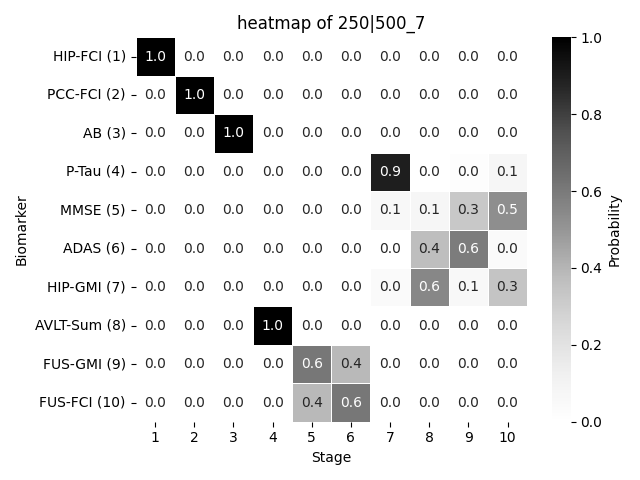 heatmap of 250|500_7
HIP-FCI (1) 1.0 0.0 0.0 0.0 0.0 0.0 0.0 0.0 0.0 0.0
PCC-FCI (2) 0.0 1.0 0.0 0.0 0.0 0.0 0.0 0.0 0.0 0.0
AB (3) 0.0 0.0 1.0 0.0 0.0 0.0 0.0 0.0 0.0 0.0
P-Tau (4) 0.0 0.0 0.0 0.0 0.0 0.0 0.9 0.0 0.0 0.1
MMSE (5) 0.0 0.0 0.0 0.0 0.0 0.0 0.1 0.1 0.3 0.5
ADAS (6) 0.0 0.0 0.0 0.0 0.0 0.0 0.0 0.4 0.6 0.0
HIP-GMI (7) 0.0 0.0 0.0 0.0 0.0 0.0 0.0 0.6 0.1 0.3
AVLT-Sum (8) 0.0 0.0 0.0 1.0 0.0 0.0 0.0 0.0 0.0 0.0
FUS-GMI (9) 0.0 0.0 0.0 0.0 0.6 0.4 0.0 0.0 0.0 0.0
FUS-FCI (10) 0.0 0.0 0.0 0.0 0.4 0.6 0.0 0.0 0.0 0.0
1 2 3 4 5 6 7 8 9 10
Stage
Biomarker
1.0
0.8
0.6
0.4
0.2
0.0
Probability